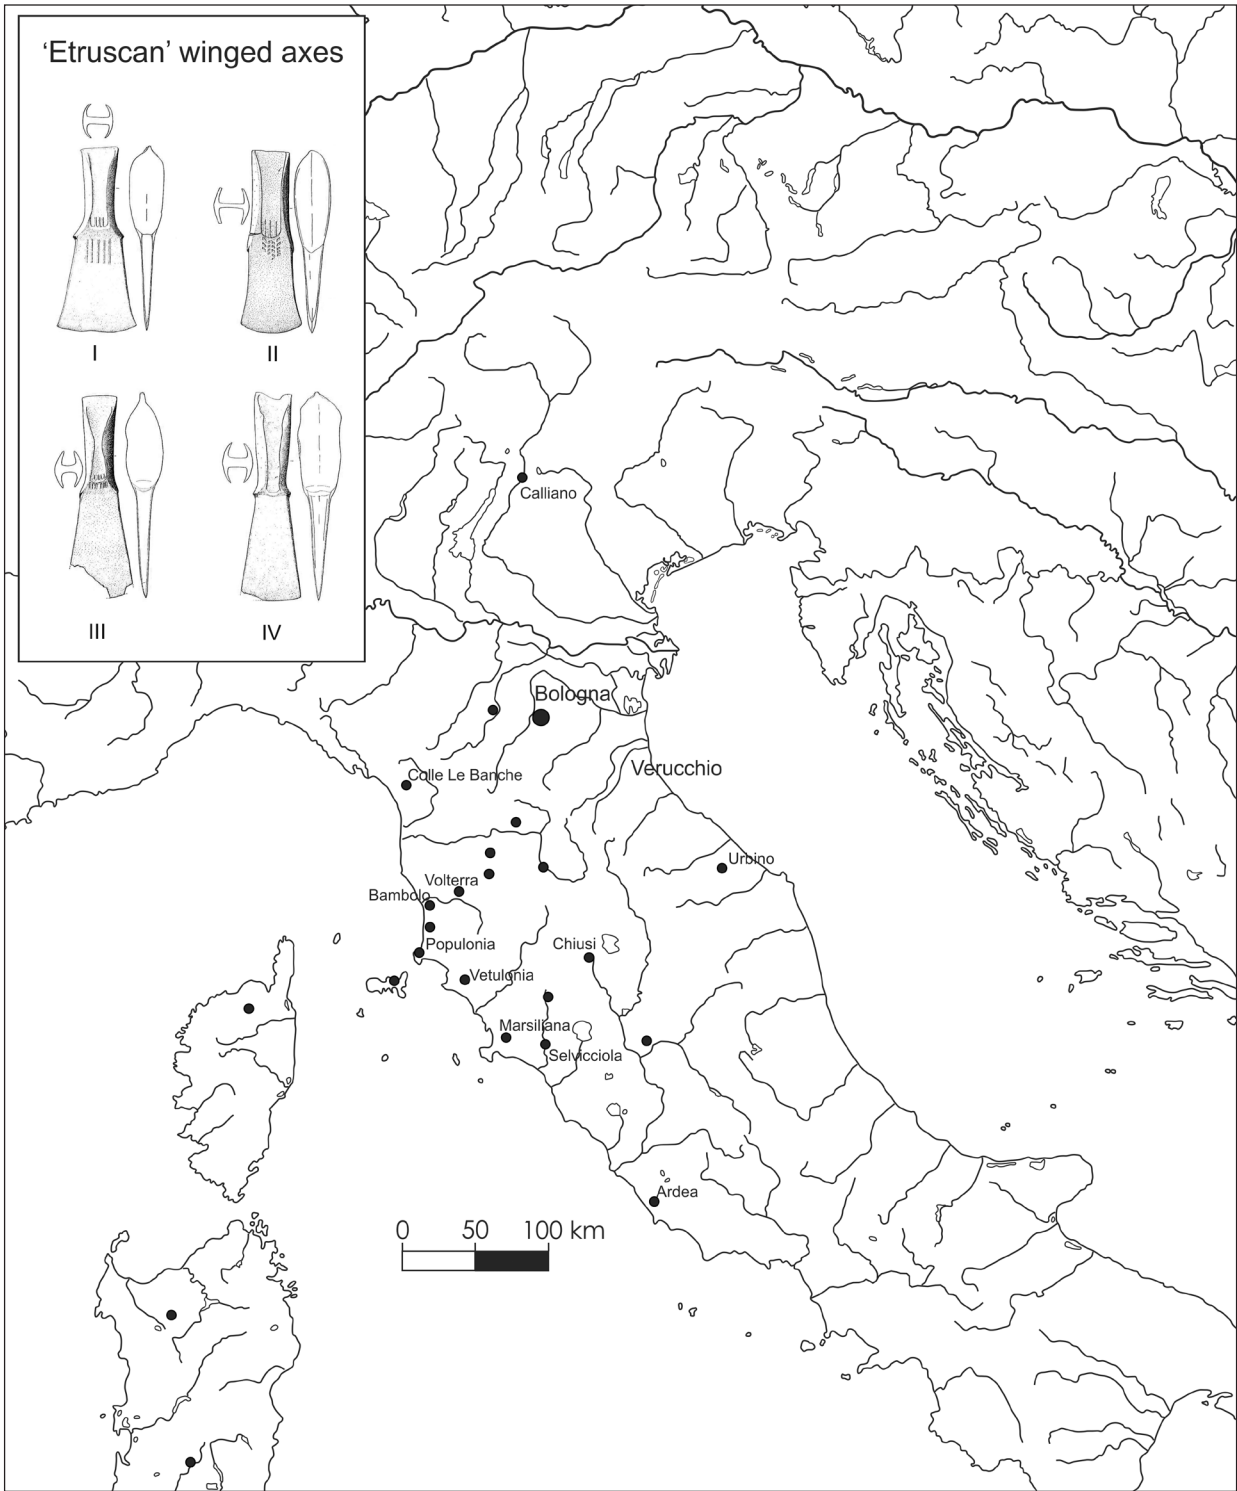 ‘Etruscan’ winged axes
I
II
III
IV
Calliano
Bologna
Colle Le Banche
Verucchio
Urbino
Volterra
Bambolo
Populonia
Chiusi
Vetulonia
Marsiliana
Selvicciola
Ardea
0 50 100 km